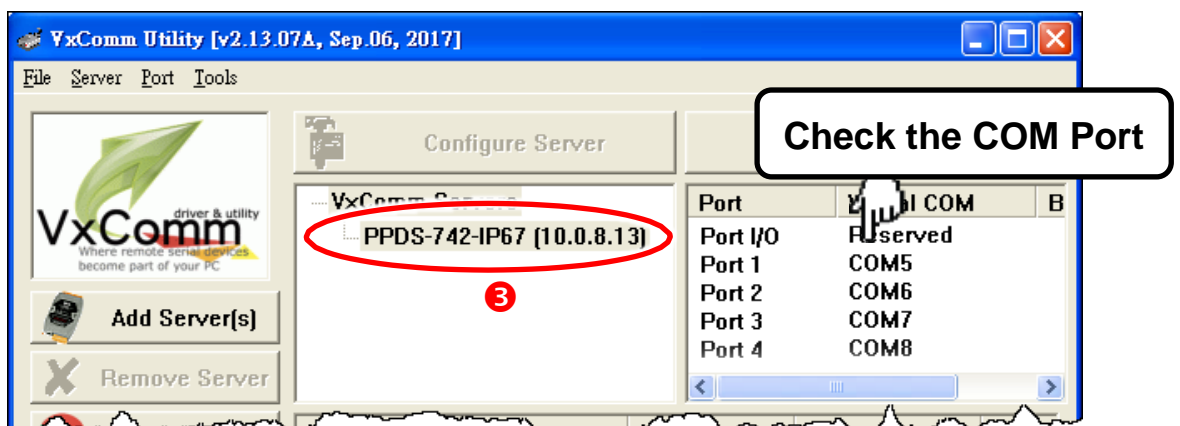 VxComm Utility [v2.13.07A, Sep.06, 2017]
File Server Port Tools
Check the COM Port
Configure Server
VxComm
driver & utility
Where remote serial devices
become part of your PC
Add Server(s)
Remove Server
PPDS-742-IP67 (10.0.8.13)
3
Port COM B
Port I/O Reserved
Port 1 COM5
Port 2 COM6
Port 3 COM7
Port 4 COM8